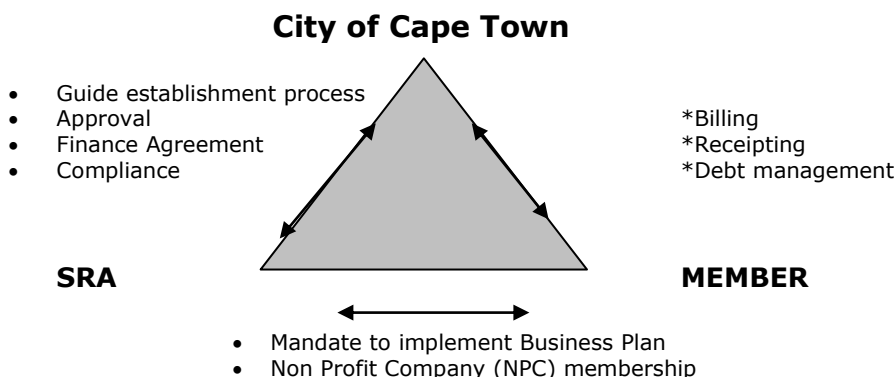 City of Cape Town
• Guide establishment process
• Approval
• Finance Agreement
• Compliance
*Billing
*Receipting
*Debt management
SRA
MEMBER
• Mandate to implement Business Plan
• Non Profit Company (NPC) membership